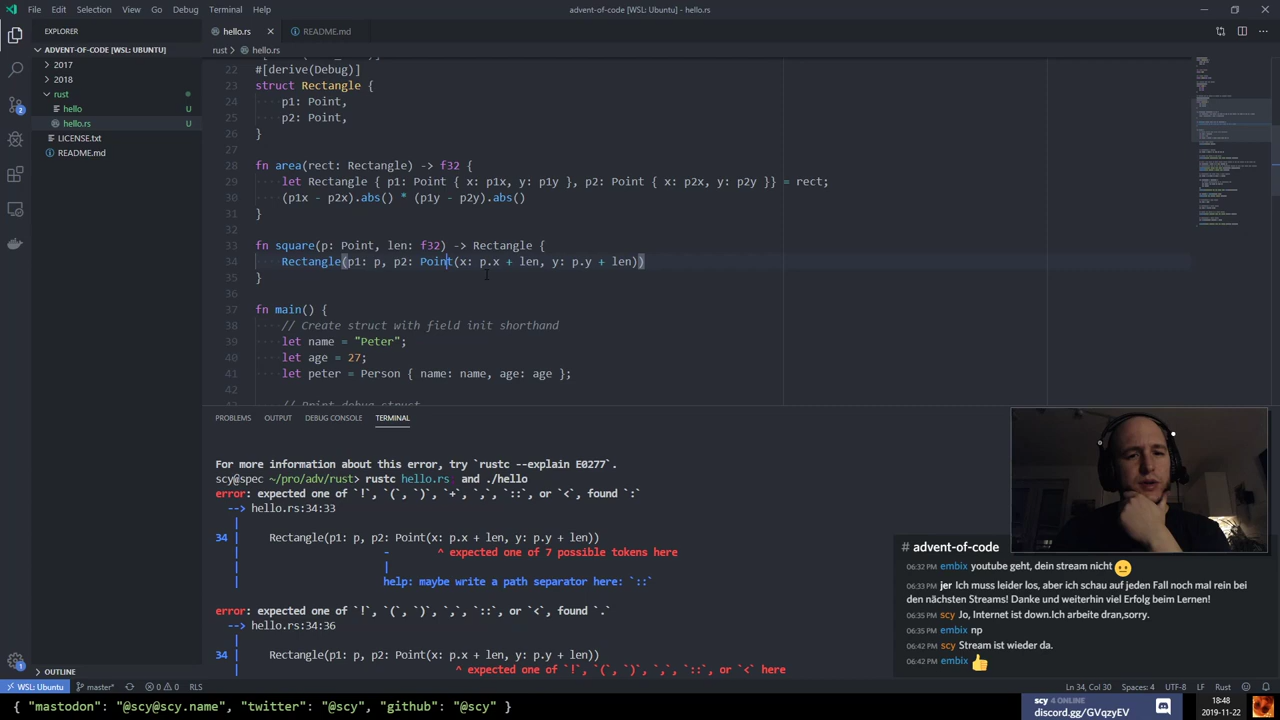 File Edit Selection View Go Debug Terminal Help
advent-of-code [WSL: Ubuntu] - hello.rs
EXPLORER
ADVENT-OF-CODE [WSL: UBUNTU]
2017
2018
rust
hello U
hello.rs U
LICENSE.txt
README.md
OUTLINE
hello.rs README.md
rust > hello.rs
22 #[derive(Debug)]
23 struct Rectangle {
24 p1: Point,
25 p2: Point,
26 }
27
28 fn area(rect: Rectangle) -> f32 {
29 let Rectangle { p1: Point { x: p1x, y: p1y }, p2: Point { x: p2x, y: p2y }} = rect;
30 (p1x - p2x).abs() * (p1y - p2y).abs()
31 }
32
33 fn square(p: Point, len: f32) -> Rectangle {
34 Rectangle(p1: p, p2: Point(x: p.x + len, y: p.y + len))
35 }
36
37 fn main() {
38 // Create struct with field init shorthand
39 let name = "Peter";
40 let age = 27;
41 let peter = Person { name: name, age: age };
42
// Print debug struct
PROBLEMS OUTPUT DEBUG CONSOLE TERMINAL
For more information about this error, try `rustc --explain E0277`.
scy@spec ~/pro/adv/rust> rustc hello.rs and ./hello
error: expected one of `!`, `(`, `)`, `+`, `,`, `::`, or `<`, found `:`
--> hello.rs:34:33
|
34 | Rectangle(p1: p, p2: Point(x: p.x + len, y: p.y + len))
| - ^ expected one of 7 possible tokens here
| |
| help: maybe write a path separator here: `::`
error: expected one of `!`, `(`, `)`, `,`, `::`, or `<`, found `.`
--> hello.rs:34:36
|
34 | Rectangle(p1: p, p2: Point(x: p.x + len, y: p.y + len))
| ^ expected one of `!`, `(`, `)`, `,`, `::`, or `<` here
# advent-of-code
06:32 PM embix youtube geht, dein stream nicht
06:33 PM jer Ich muss leider los, aber ich schau auf jeden Fall noch mal rein bei
den nächsten Streams! Danke und weiterhin viel Erfolg beim Lernen!
06:35 PM scy Jo, Internet ist down.Ich arbeite dran,sorry.
06:35 PM embix np
06:42 PM scy Stream ist wieder da.
06:42 PM embix
WSL: Ubuntu master* 0 0 RLS
Ln 34, Col 30 Spaces: 4 UTF-8 LF Rust
{ "mastodon": "@scy@scy.name", "twitter": "@scy", "github": "@scy" }
scy 4 ONLINE
discord.gg/GVqzyEV
18:48
2019-11-22